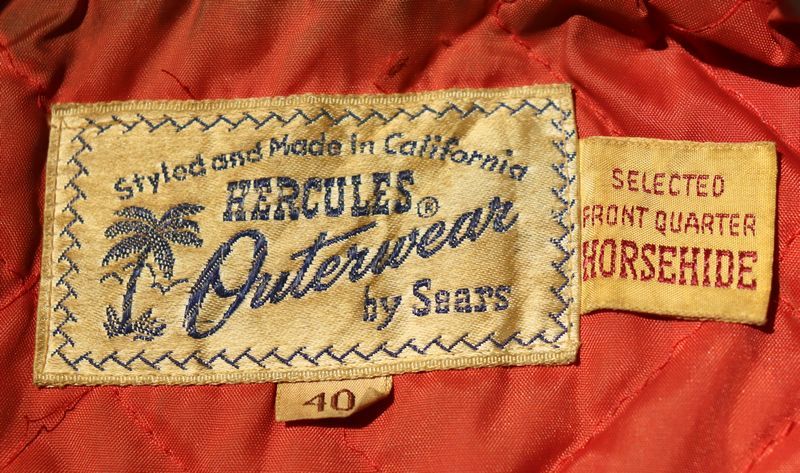 Styled and Made in California
HERCULES®
Outerwear
by Sears
40
SELECTED
FRONT QUARTER
HORSEHIDE